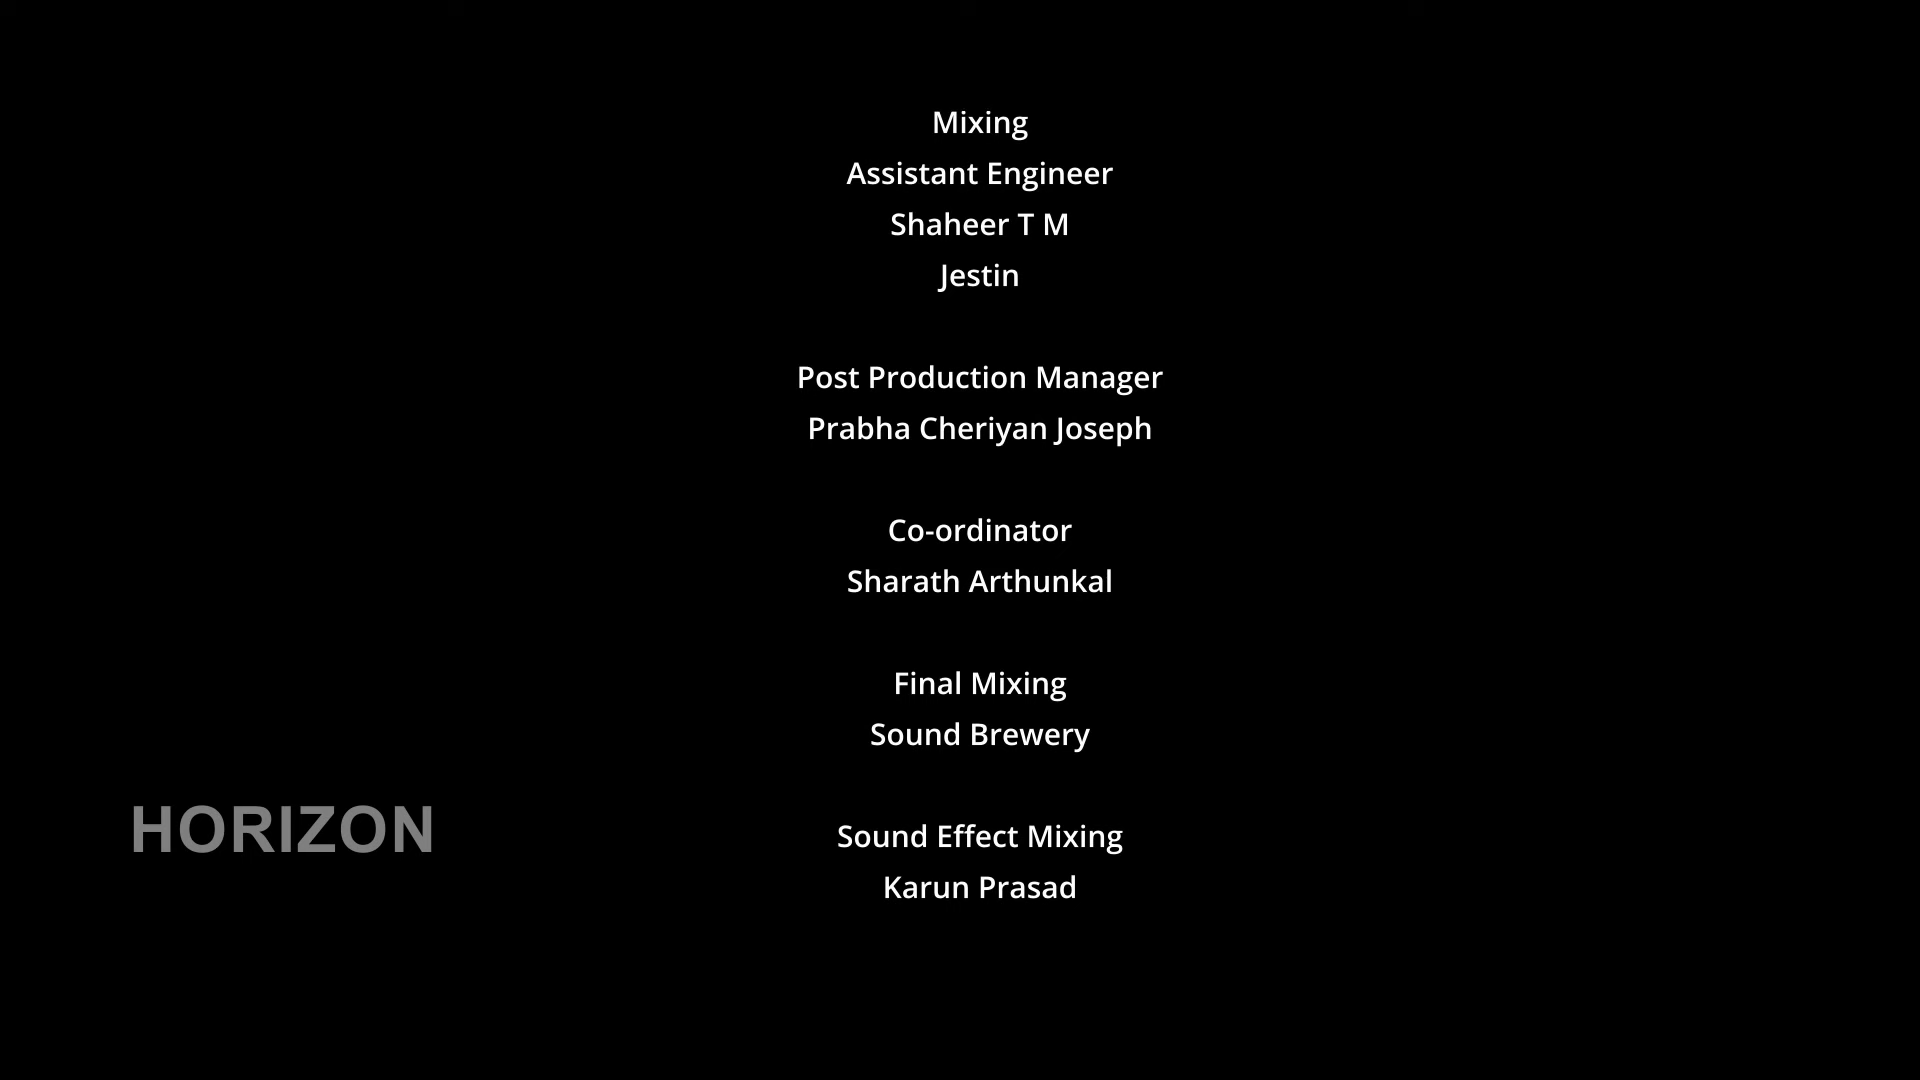 Mixing
Assistant Engineer
Shaheer T M
Jestin
Post Production Manager
Prabha Cheriyan Joseph
Co-ordinator
Sharath Arthunkal
Final Mixing
Sound Brewery
HORIZON
Sound Effect Mixing
Karun Prasad